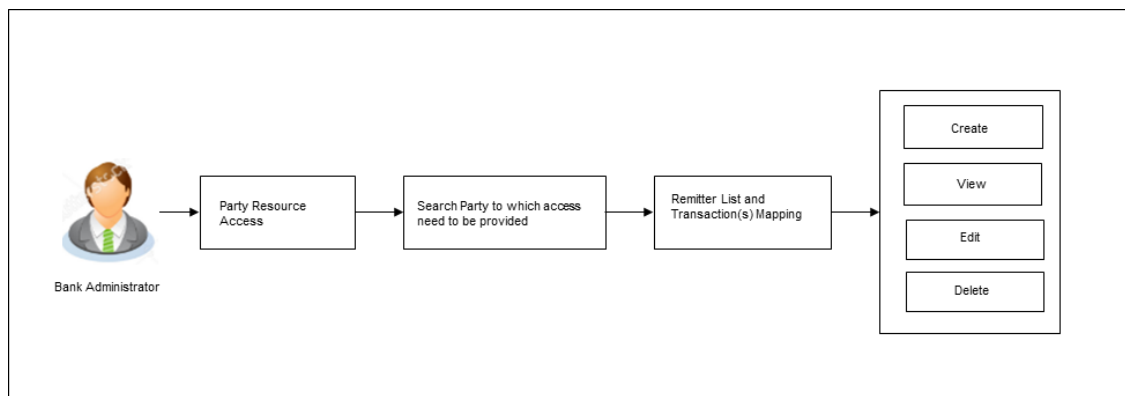 Bank Administrator
Party Resource
Access
Search Party to which access
need to be provided
Remitter List and
Transaction(s) Mapping
Create
View
Edit
Delete